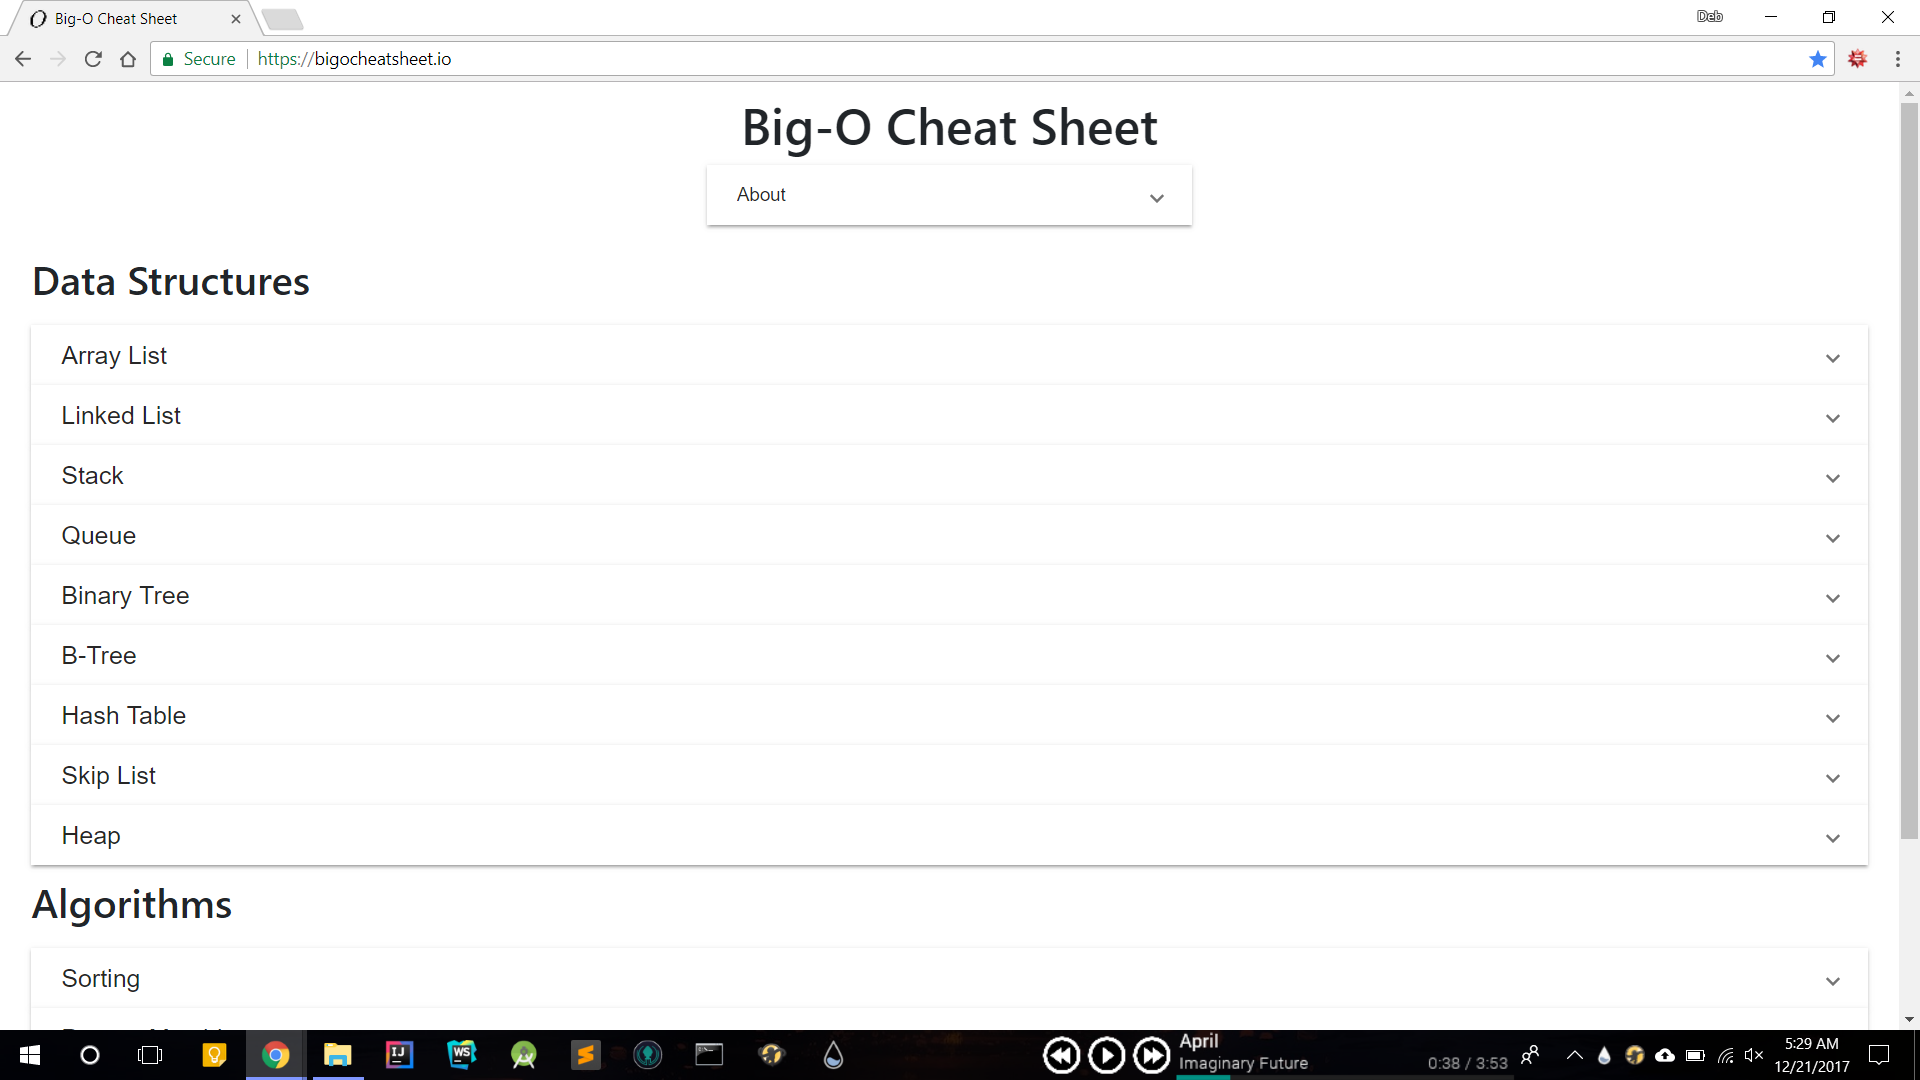 Big-O Cheat Sheet
Deb
Secure
https://bigocheatsheet.io
Big-O Cheat Sheet
About
Data Structures
Array List
Linked List
Stack
Queue
Binary Tree
B-Tree
Hash Table
Skip List
Heap
Algorithms
Sorting
IJ
WS
April
Imaginary Future
0:38 / 3:53
5:29 AM
12/21/2017